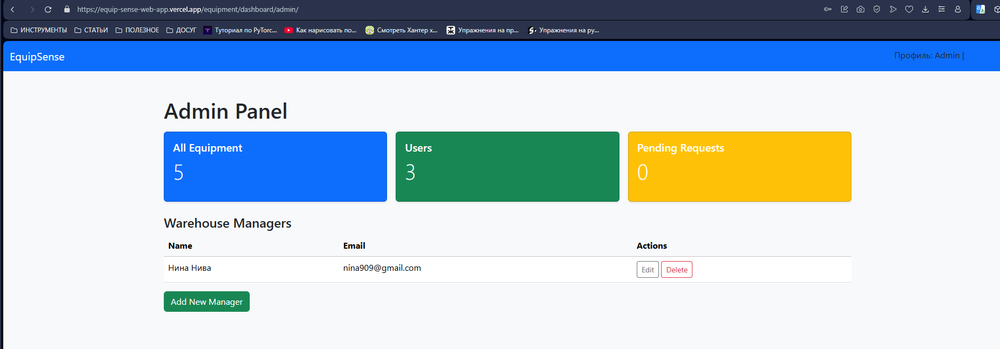 https://equip-sense-web-app.vercel.app/equipment/dashboard/admin/
ИНСТРУМЕНТЫ СТАТЬИ ПОЛЕЗНОЕ ДОСУГ Туториал по PyTorc... Как нарисовать по... Смотреть Хантер х... Упражнения на пр... Упражнения на ру...
EquipSense Профиль: Admin |
Admin Panel
All Equipment Users Pending Requests
5 3 0
Warehouse Managers
Name Email Actions
Нина Нива nina909@gmail.com Edit Delete
Add New Manager